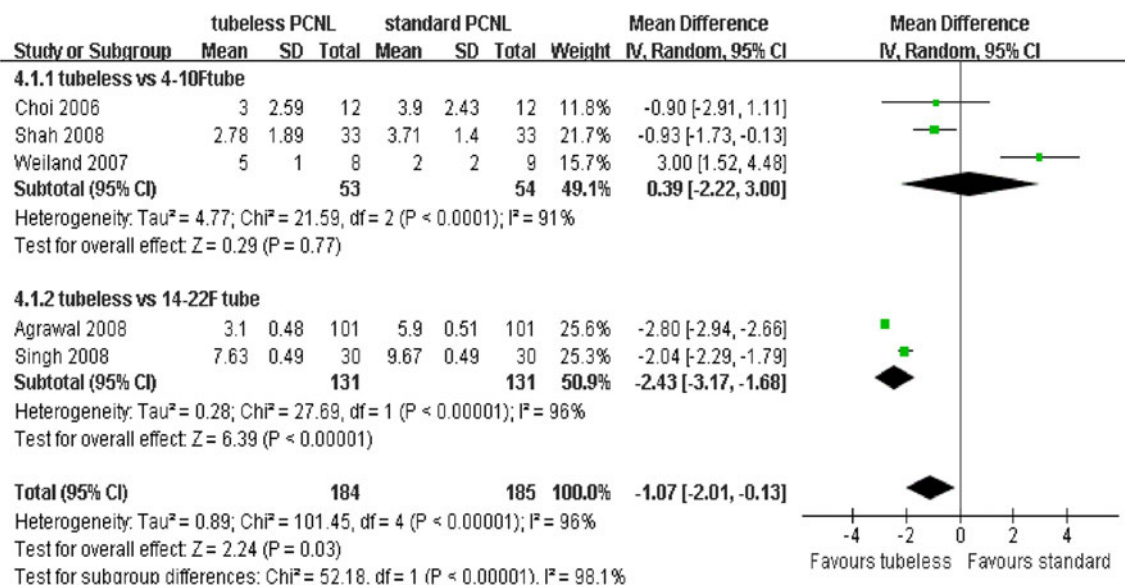 tubeless PCNL standard PCNL Mean Difference Mean Difference
Study or Subgroup Mean SD Total Mean SD Total Weight IV, Random, 95% CI IV, Random, 95% CI
4.1.1 tubeless vs 4-10Ftube
Choi 2006 3 2.59 12 3.9 2.43 12 11.8% -0.90 [-2.91, 1.11]
Shah 2008 2.78 1.89 33 3.71 1.4 33 21.7% -0.93 [-1.73, -0.13]
Weiland 2007 5 1 8 2 2 9 15.7% 3.00 [1.52, 4.48]
Subtotal (95% CI) 53 54 49.1% 0.39 [-2.22, 3.00]
Heterogeneity: Tau² = 4.77; Chi² = 21.59, df = 2 (P < 0.0001); I² = 91%
Test for overall effect: Z = 0.29 (P = 0.77)
4.1.2 tubeless vs 14-22F tube
Agrawal 2008 3.1 0.48 101 5.9 0.51 101 25.6% -2.80 [-2.94, -2.66]
Singh 2008 7.63 0.49 30 9.67 0.49 30 25.3% -2.04 [-2.29, -1.79]
Subtotal (95% CI) 131 131 50.9% -2.43 [-3.17, -1.68]
Heterogeneity: Tau² = 0.28; Chi² = 27.69, df = 1 (P < 0.00001); I² = 96%
Test for overall effect: Z = 6.39 (P < 0.00001)
Total (95% CI) 184 185 100.0% -1.07 [-2.01, -0.13]
Heterogeneity: Tau² = 0.89; Chi² = 101.45, df = 4 (P < 0.00001); I² = 96%
Test for overall effect: Z = 2.24 (P = 0.03)
Test for subgroup differences: Chi² = 52.18, df = 1 (P < 0.00001), I² = 98.1%
-4 -2 0 2 4
Favours tubeless Favours standard